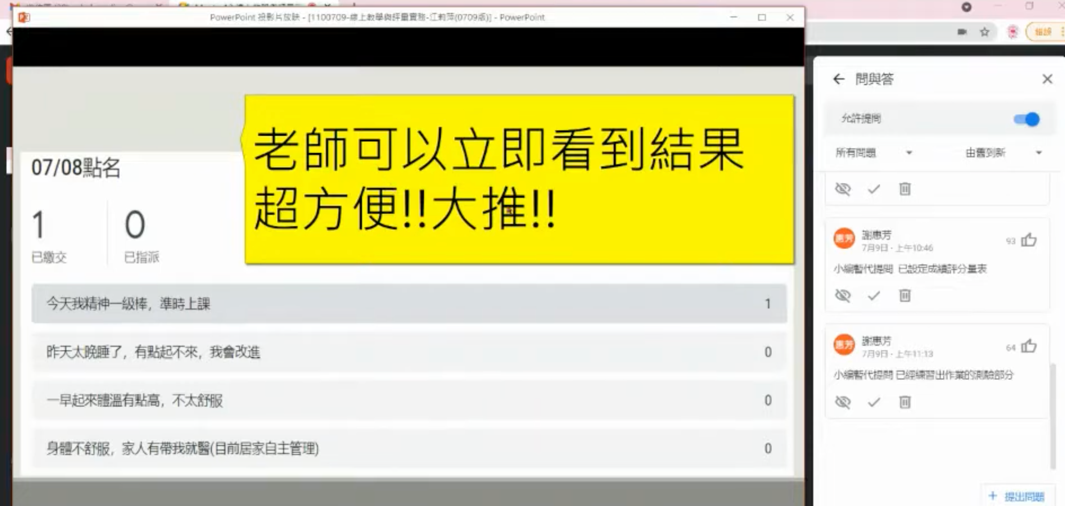 PowerPoint 投影片放映 - [1100709-線上教學與評量實務-江莉萍(0709版)] - PowerPoint
老師可以立即看到結果
超方便!!大推!!
07/08點名
1
已繳交
0
已指派
今天我精神一級棒，準時上課 1
昨天太晚睡了，有點起不來，我會改進 0
一早起來體溫有點高，不太舒服 0
身體不舒服，家人有帶我就醫(目前居家自主管理) 0
問與答
允許提問
所有問題
由舊到新
惠芳
謝惠芳
7月9日 - 上午10:46
93
小編暫代提問 已設定成績評分量表
惠芳
謝惠芳
7月9日 - 上午11:13
64
小編暫代提問 已經練習出作業的測驗部分
+ 提出問題